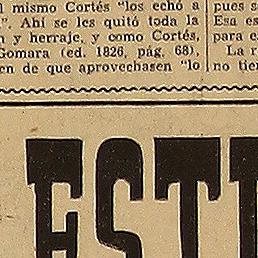 l mismo Cortés "los echó a
". Ahí se les quitó toda la
n y herraje, y como Cortés,
Gomara (ed. 1826, pág. 68),
en de que aprovechasen "lo
pues s
Esa es
para e
La r
no tien
EST